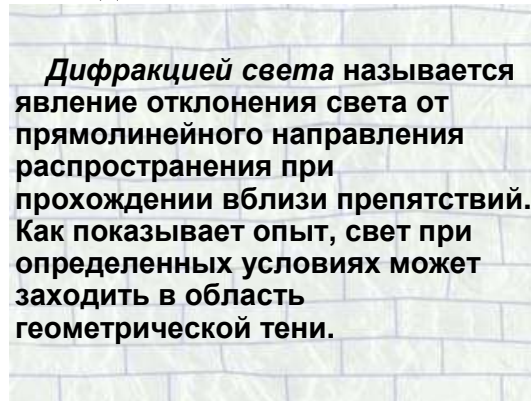 Дифракцией света называется
явление отклонения света от
прямолинейного направления
распространения при
прохождении вблизи препятствий.
Как показывает опыт, свет при
определенных условиях может
заходить в область
геометрической тени.